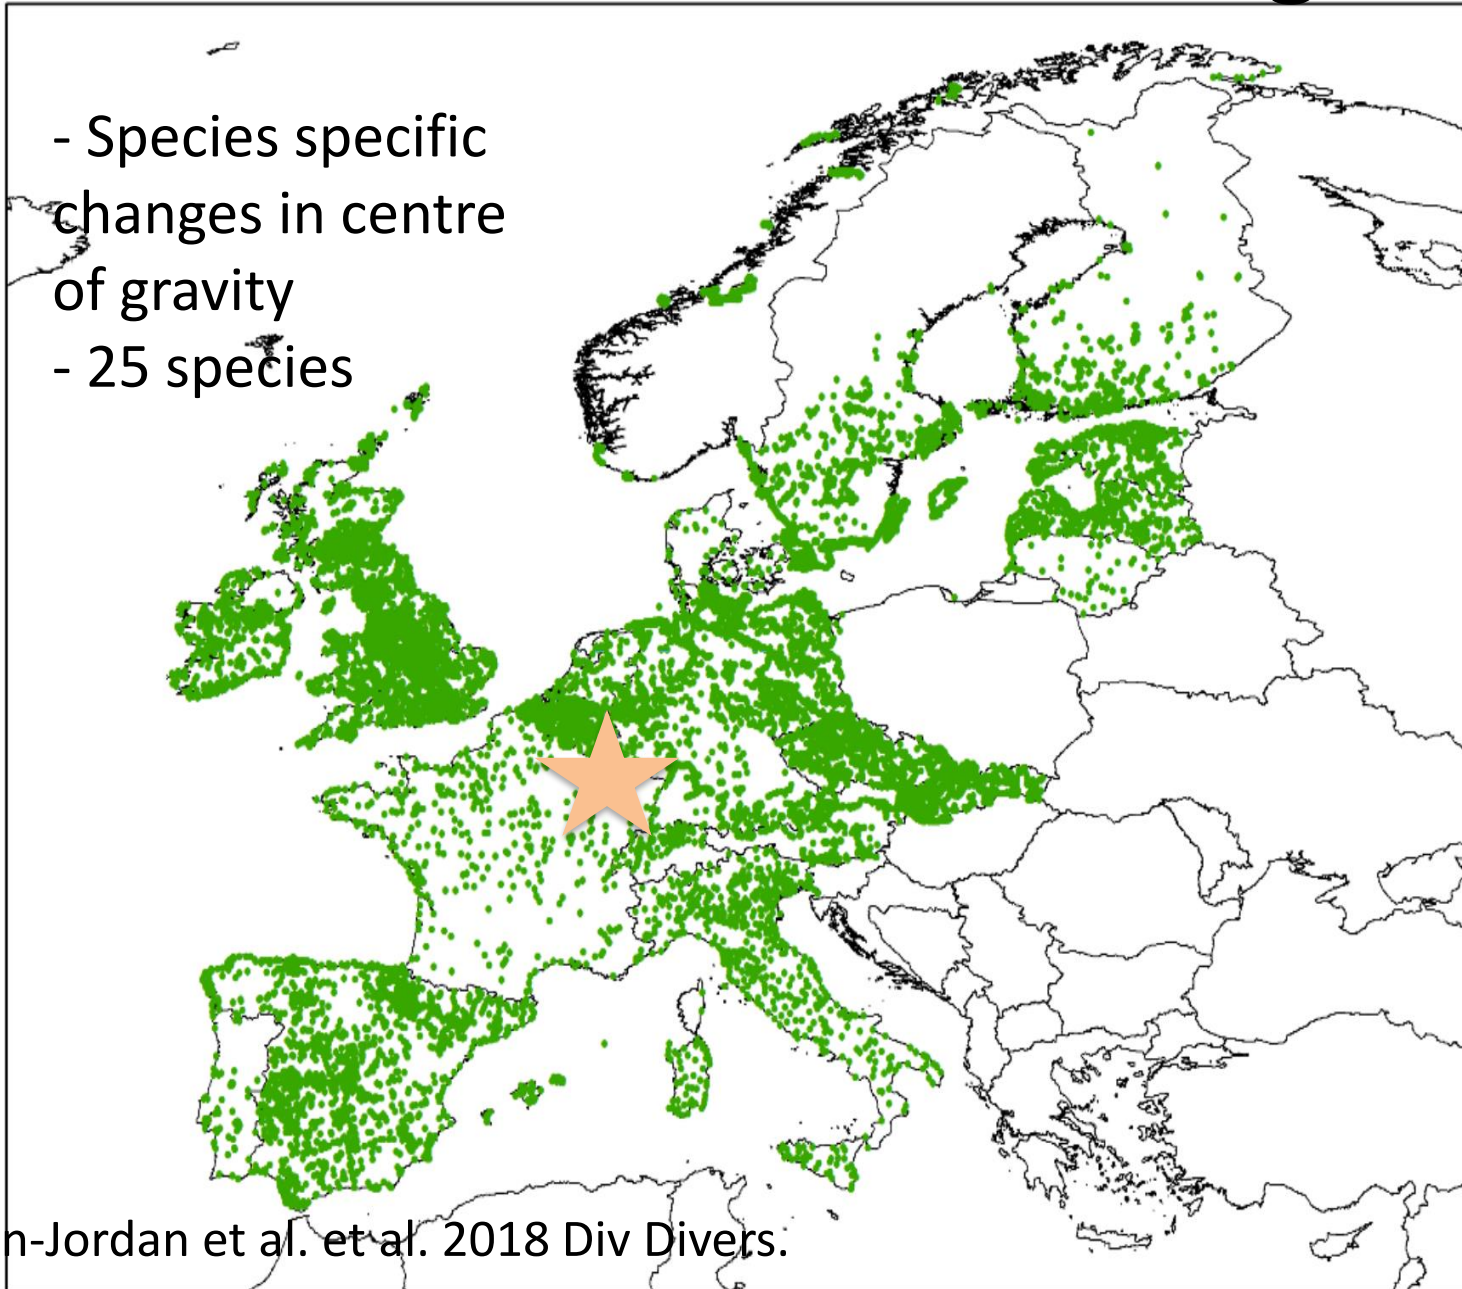 - Species specific
changes in centre
of gravity
- 25 species
n-Jordan et al. et al. 2018 Div Divers.